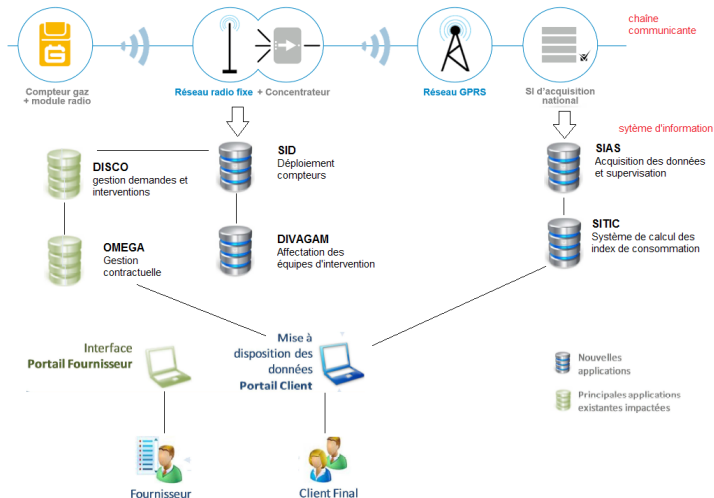 chaîne
communicante
Compteur gaz
+ module radio
Réseau radio fixe + Concentrateur
Réseau GPRS
SI d'acquisition
national
sytème d'information
DISCO
gestion demandes et
interventions
SID
Déploiement
compteurs
SIAS
Acquisition des données
et supervisation
OMEGA
Gestion
contractuelle
DIVAGAM
Affectation des
équipes d'intervention
SITIC
Système de calcul des
index de consommation
Interface
Portail Fournisseur
Mise à
disposition des
données
Portail Client
Nouvelles
applications
Principales applications
existantes impactées
Fournisseur
Client Final